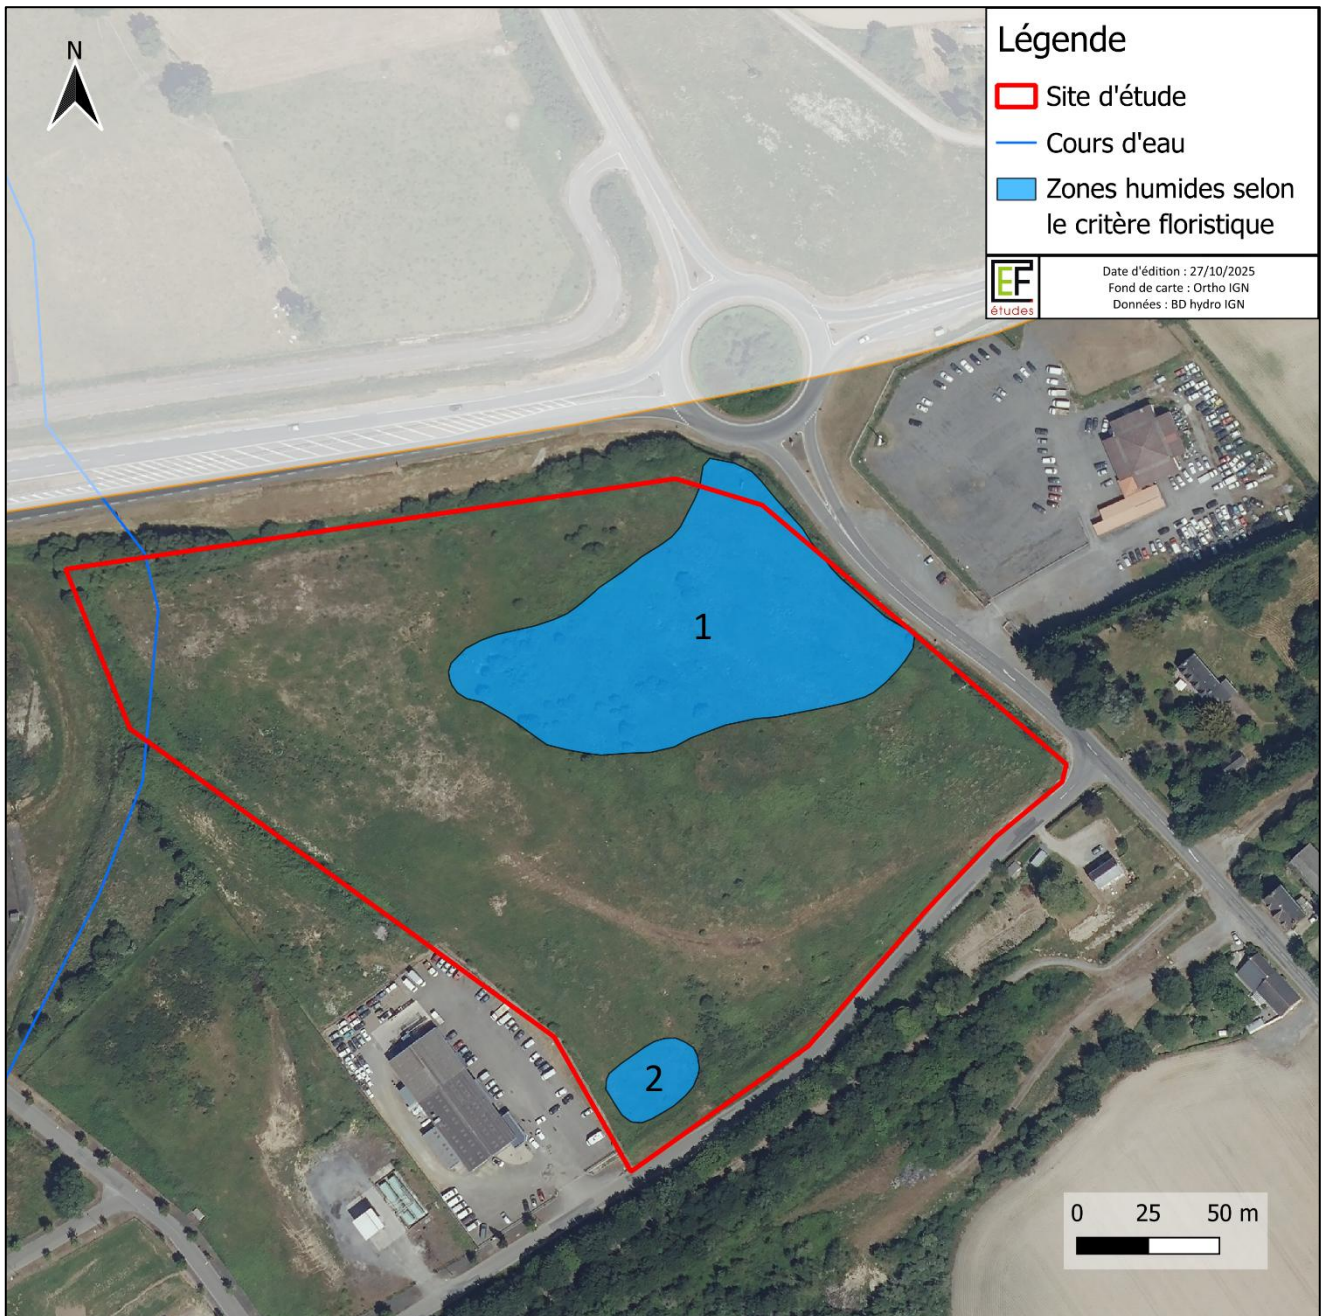 N
Légende
Site d'étude
Cours d'eau
Zones humides selon
le critère floristique
EF
études
Date d'édition : 27/10/2025
Fond de carte : Ortho IGN
Données : BD hydro IGN
1
2
0 25 50 m